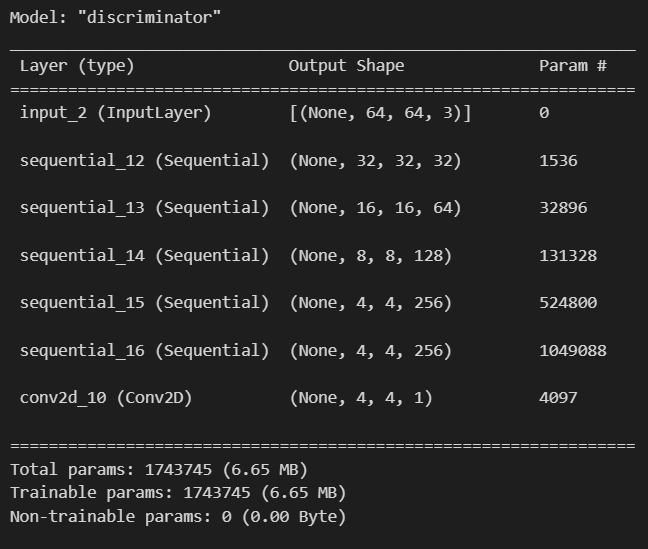 Model: "discriminator"
_________________________________________________________________
Layer (type) Output Shape Param #
=================================================================
input_2 (InputLayer) [(None, 64, 64, 3)] 0
sequential_12 (Sequential) (None, 32, 32, 32) 1536
sequential_13 (Sequential) (None, 16, 16, 64) 32896
sequential_14 (Sequential) (None, 8, 8, 128) 131328
sequential_15 (Sequential) (None, 4, 4, 256) 524800
sequential_16 (Sequential) (None, 4, 4, 256) 1049088
conv2d_10 (Conv2D) (None, 4, 4, 1) 4097
=================================================================
Total params: 1743745 (6.65 MB)
Trainable params: 1743745 (6.65 MB)
Non-trainable params: 0 (0.00 Byte)